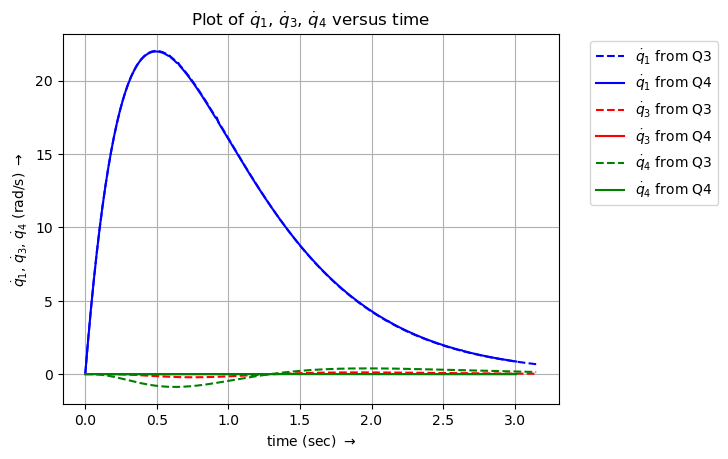 Plot of q̇₁, q̇₃, q̇₄ versus time
q̇₁, q̇₃, q̇₄ (rad/s) →
20
15
10
5
0
0.0 0.5 1.0 1.5 2.0 2.5 3.0
time (sec) →
q̇₁ from Q3
q̇₁ from Q4
q̇₃ from Q3
q̇₃ from Q4
q̇₄ from Q3
q̇₄ from Q4